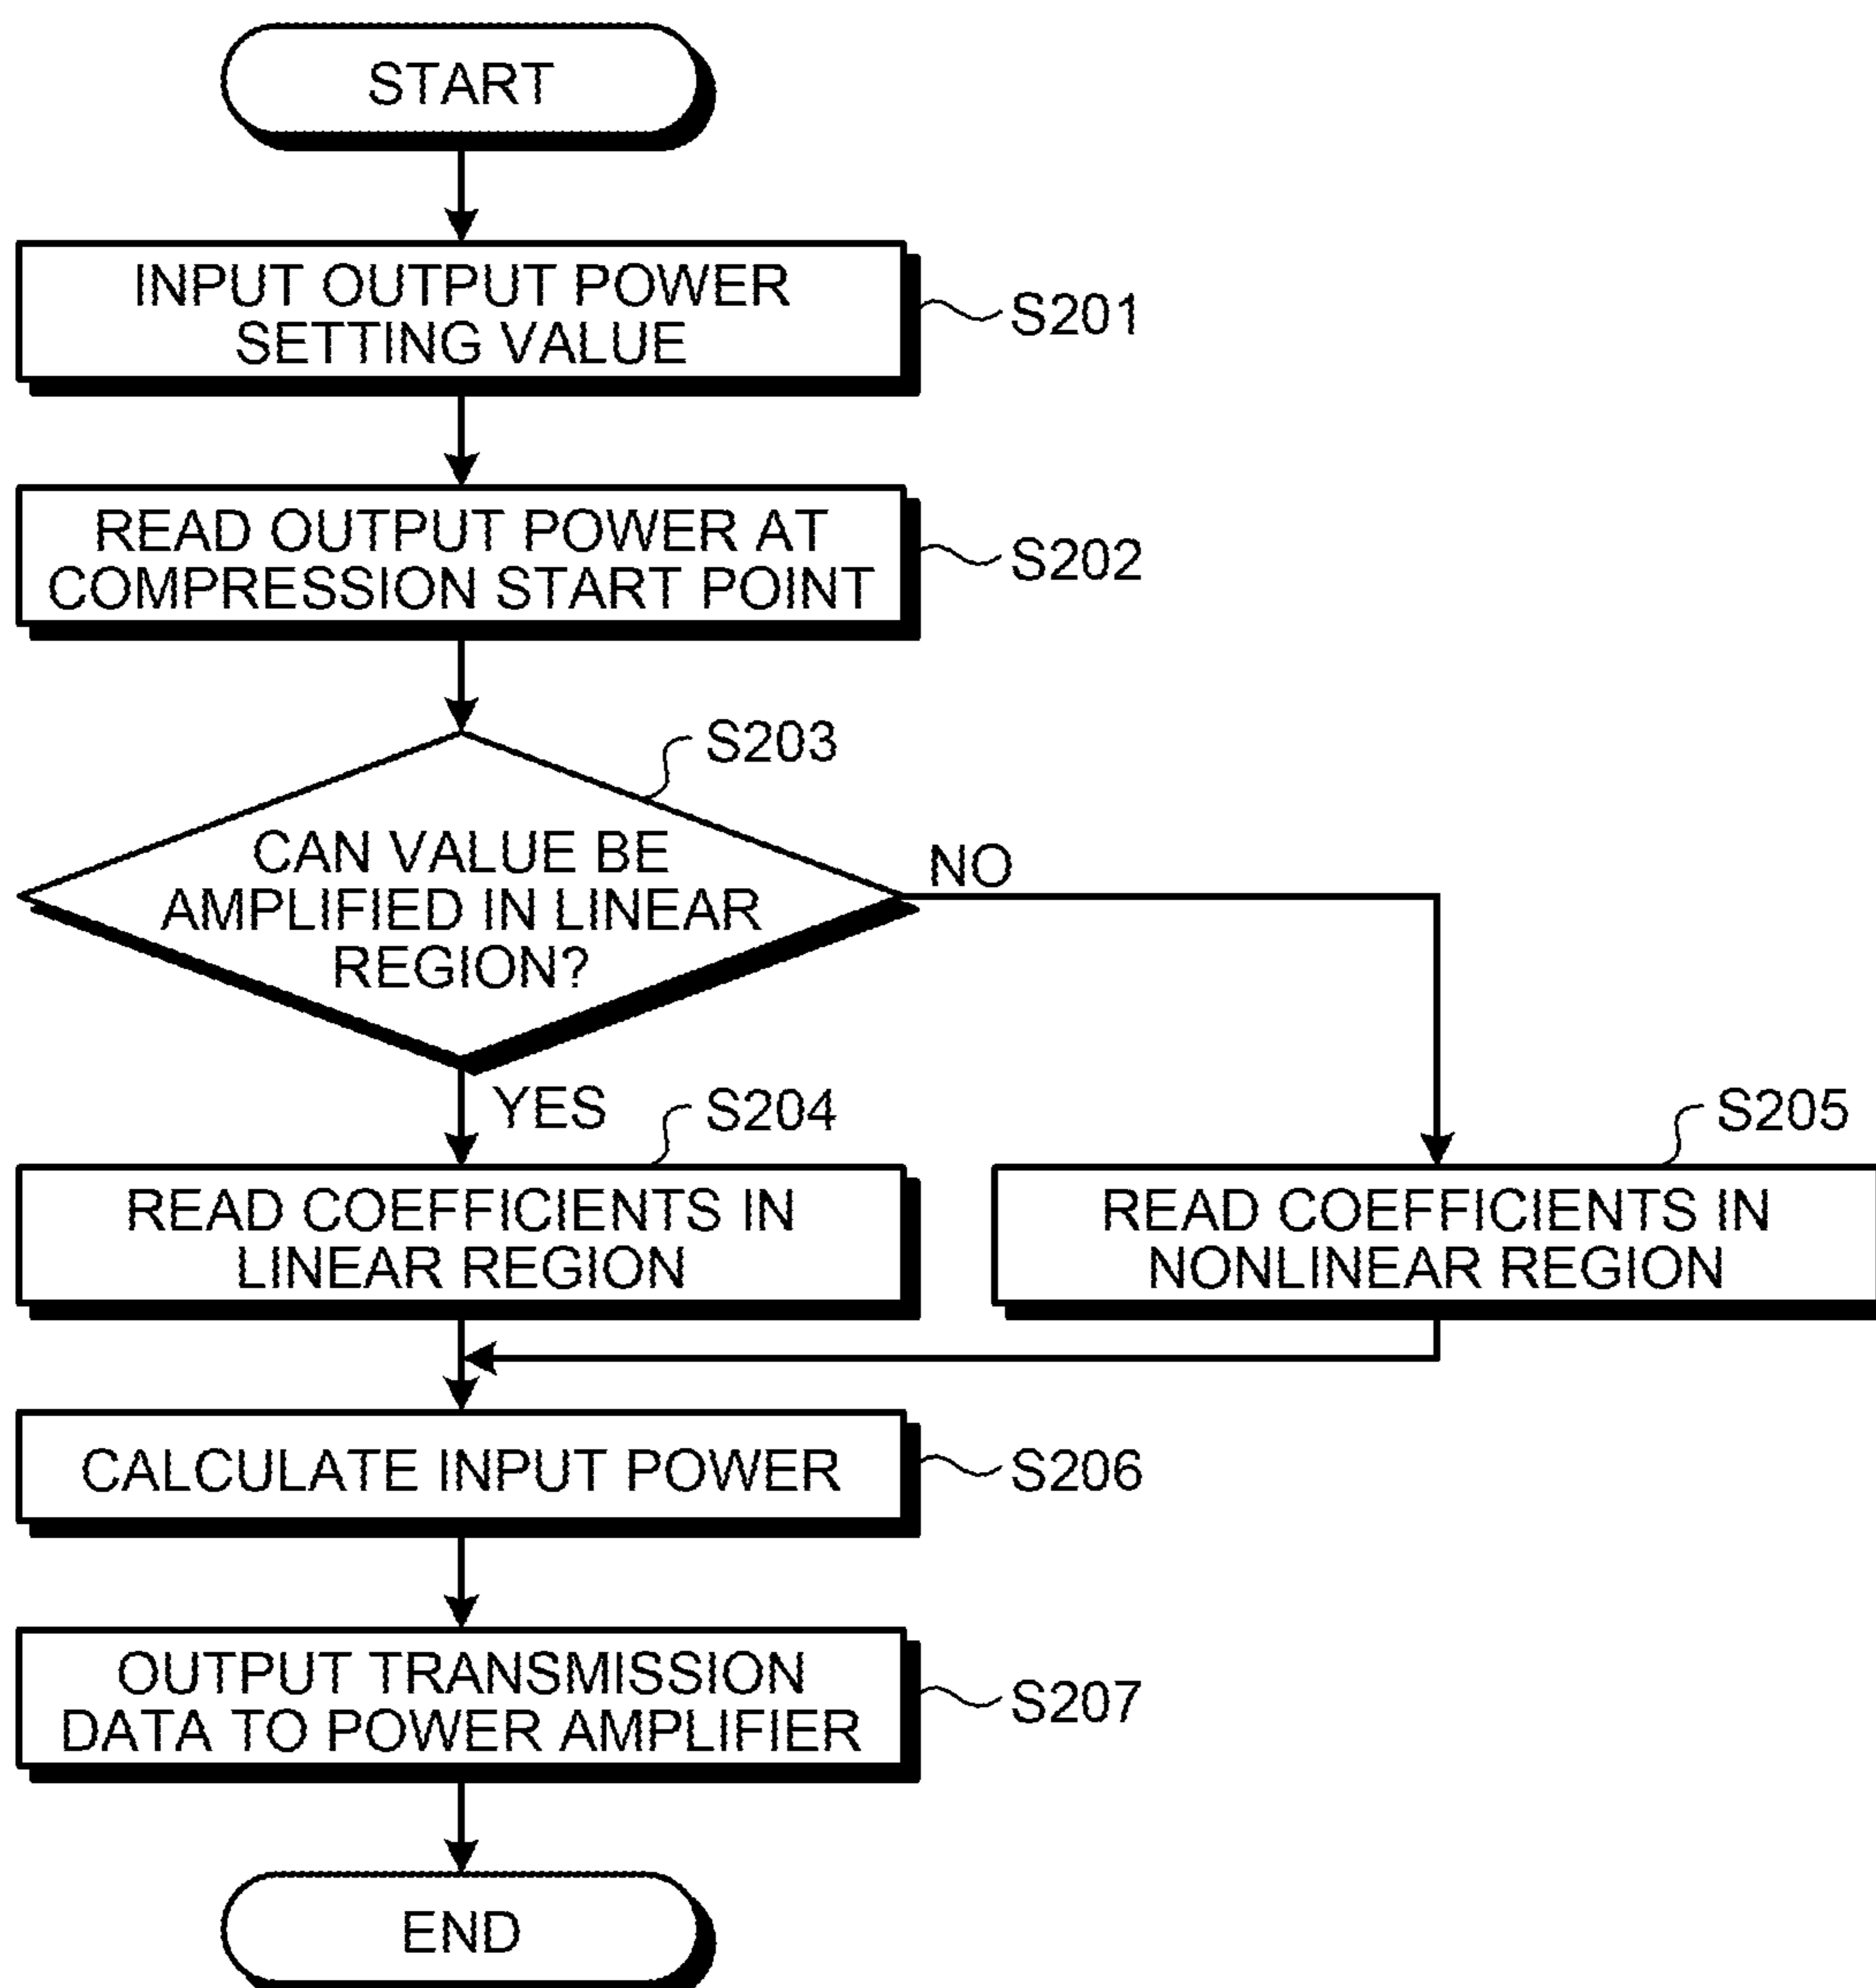 START
INPUT OUTPUT POWER
SETTING VALUE
S201
READ OUTPUT POWER AT
COMPRESSION START POINT
S202
S203
CAN VALUE BE
AMPLIFIED IN LINEAR
REGION?
NO
YES
S204
S205
READ COEFFICIENTS IN
LINEAR REGION
READ COEFFICIENTS IN
NONLINEAR REGION
CALCULATE INPUT POWER
S206
OUTPUT TRANSMISSION
DATA TO POWER AMPLIFIER
S207
END